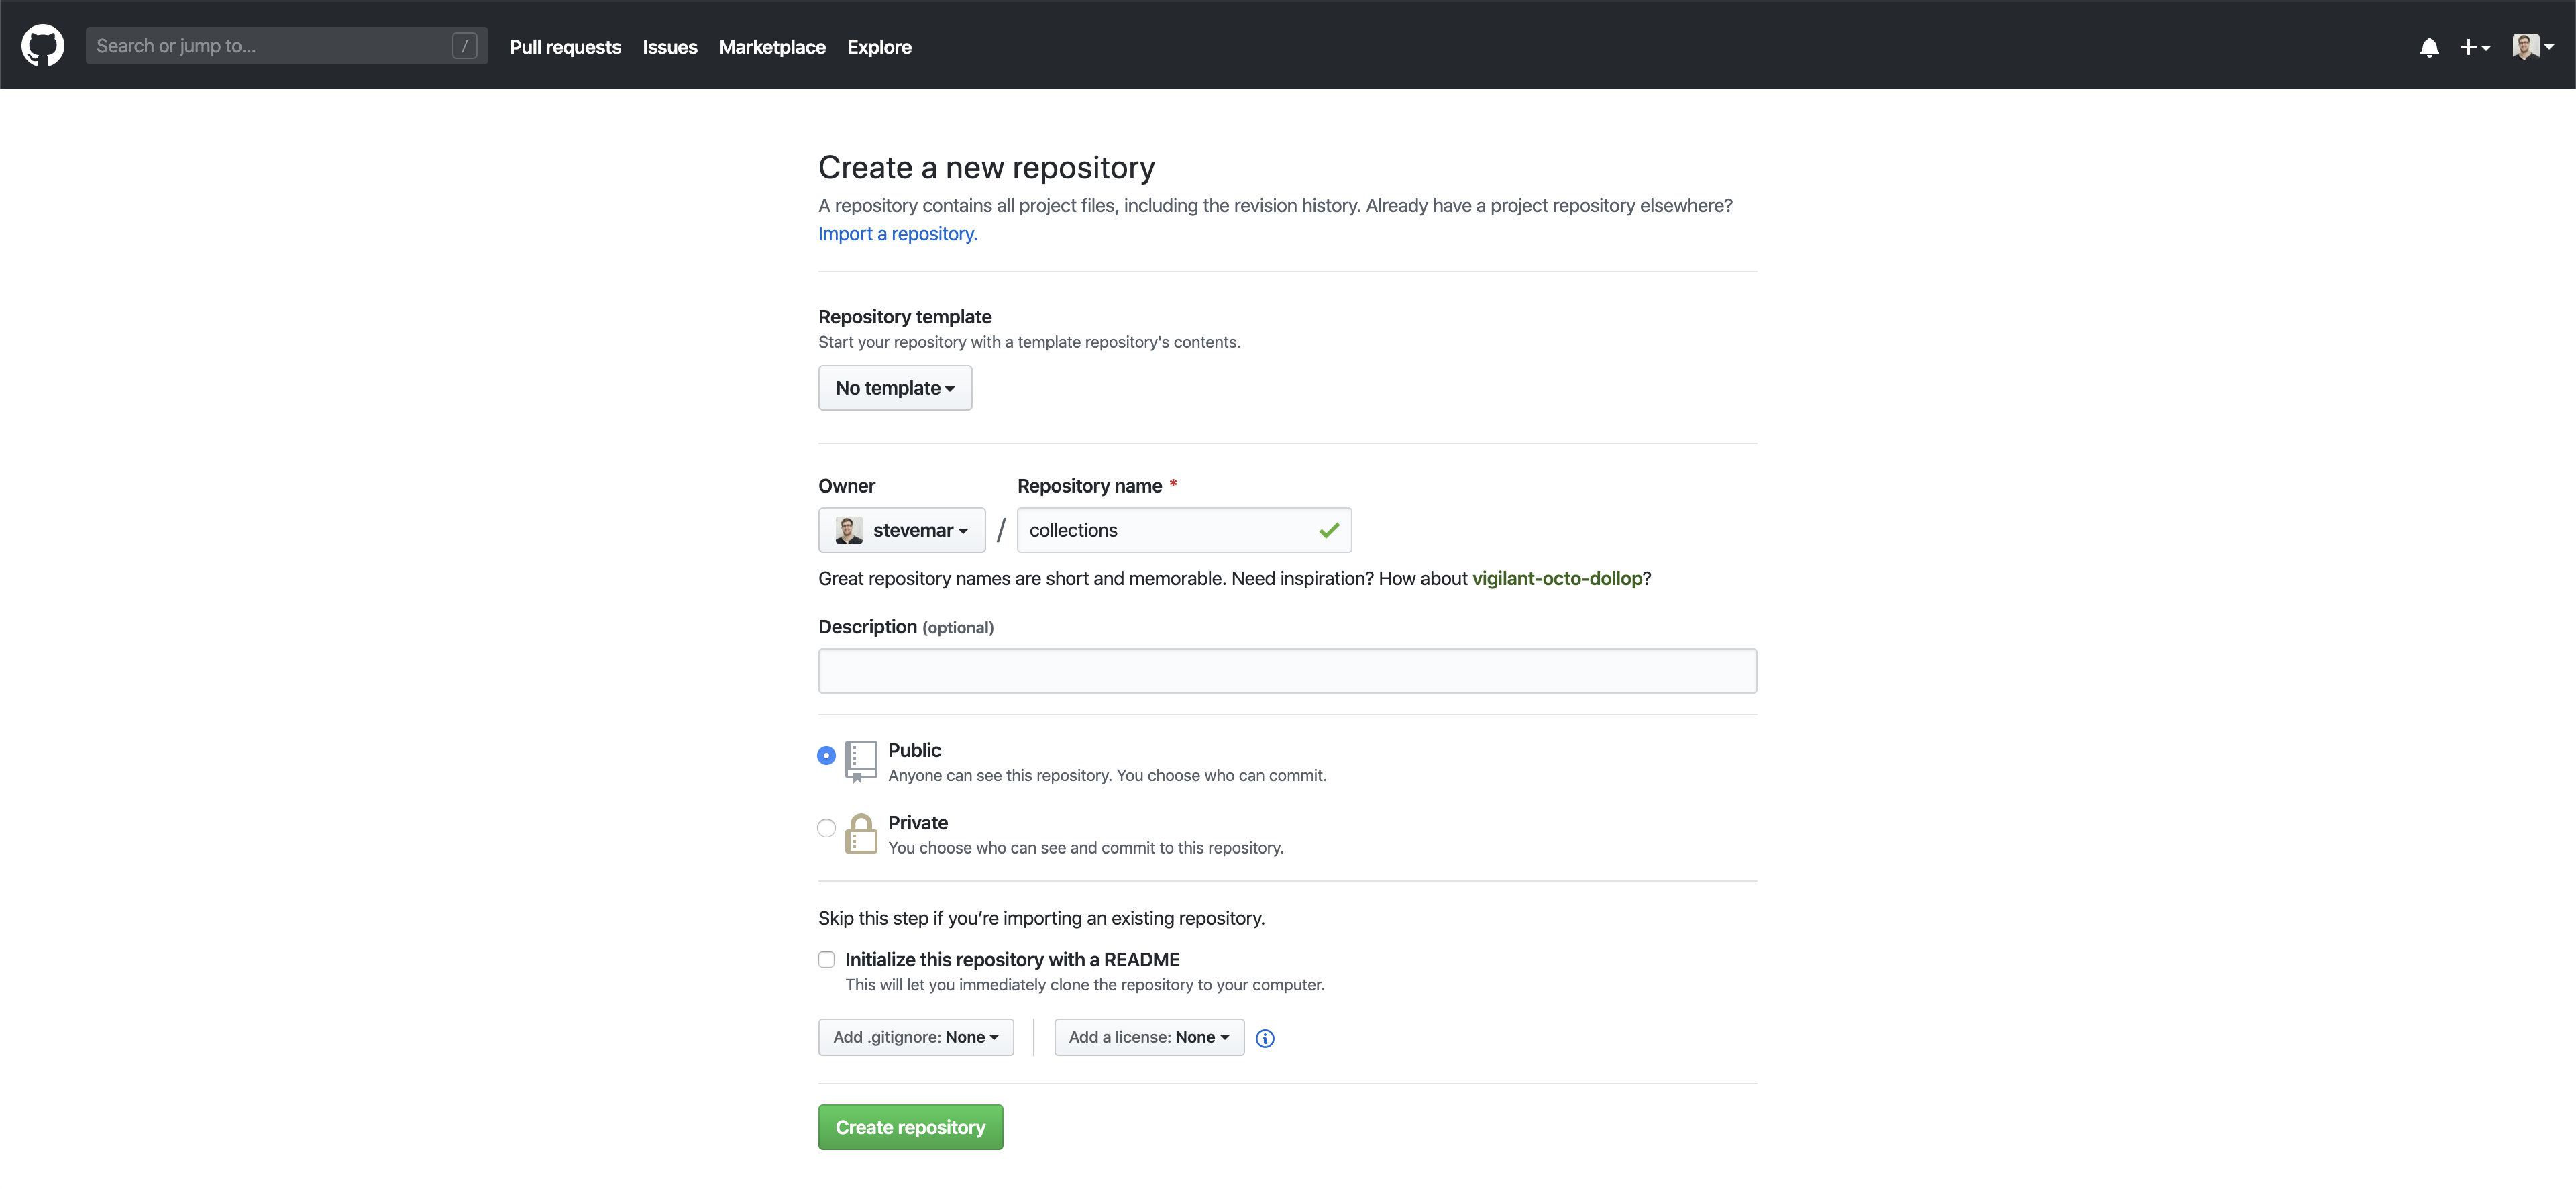 Search or jump to... /
Pull requests Issues Marketplace Explore
Create a new repository
A repository contains all project files, including the revision history. Already have a project repository elsewhere?
Import a repository.
Repository template
Start your repository with a template repository's contents.
No template
Owner Repository name *
stevemar / collections
Great repository names are short and memorable. Need inspiration? How about vigilant-octo-dollop?
Description (optional)
Public
Anyone can see this repository. You choose who can commit.
Private
You choose who can see and commit to this repository.
Skip this step if you’re importing an existing repository.
Initialize this repository with a README
This will let you immediately clone the repository to your computer.
Add .gitignore: None Add a license: None
Create repository